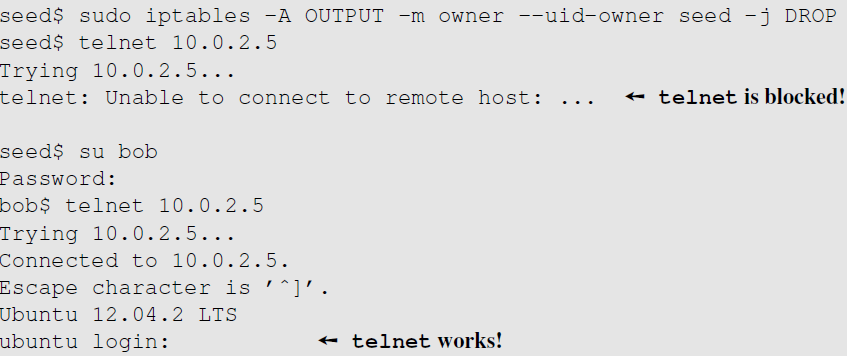 seed$ sudo iptables -A OUTPUT -m owner --uid-owner seed -j DROP
seed$ telnet 10.0.2.5
Trying 10.0.2.5...
telnet: Unable to connect to remote host: ... ← telnet is blocked!
seed$ su bob
Password:
bob$ telnet 10.0.2.5
Trying 10.0.2.5...
Connected to 10.0.2.5.
Escape character is ’ˆ]’.
Ubuntu 12.04.2 LTS
ubuntu login: ← telnet works!